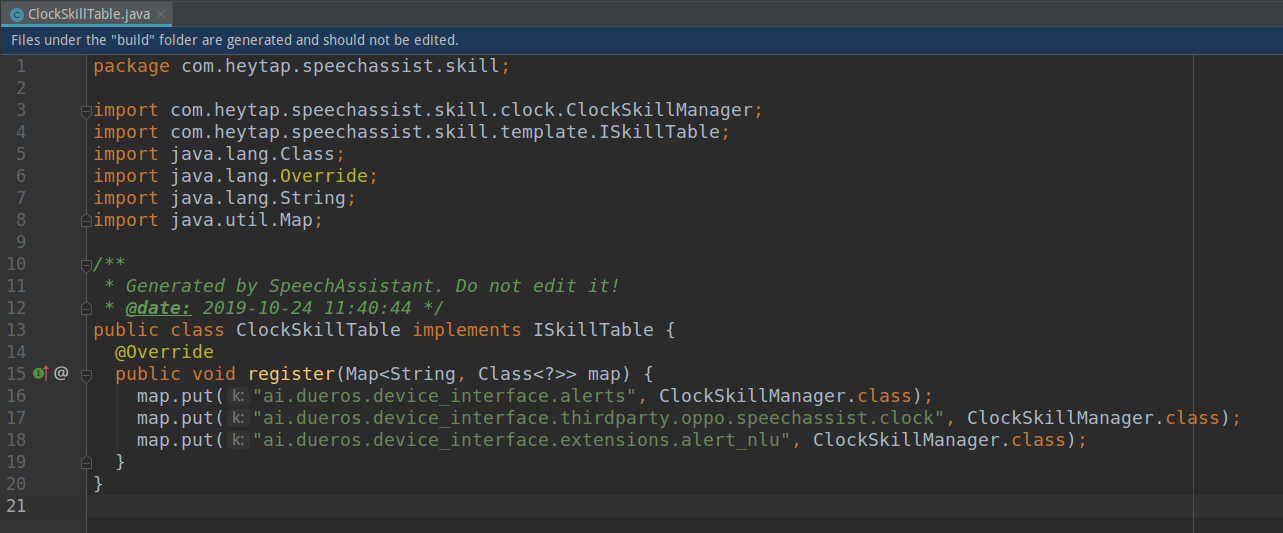 ClockSkillTable.java
Files under the "build" folder are generated and should not be edited.
1 package com.heytap.speechassist.skill;
2
3 import com.heytap.speechassist.skill.clock.ClockSkillManager;
4 import com.heytap.speechassist.skill.template.ISkillTable;
5 import java.lang.Class;
6 import java.lang.Override;
7 import java.lang.String;
8 import java.util.Map;
9
10 /**
11  * Generated by SpeechAssistant. Do not edit it!
12  * @date: 2019-10-24 11:40:44 */
13 public class ClockSkillTable implements ISkillTable {
14   @Override
15 @   public void register(Map<String, Class<?>> map) {
16     map.put( k: "ai.dueros.device_interface.alerts", ClockSkillManager.class);
17     map.put( k: "ai.dueros.device_interface.thirdparty.oppo.speechassist.clock", ClockSkillManager.class);
18     map.put( k: "ai.dueros.device_interface.extensions.alert_nlu", ClockSkillManager.class);
19   }
20 }
21